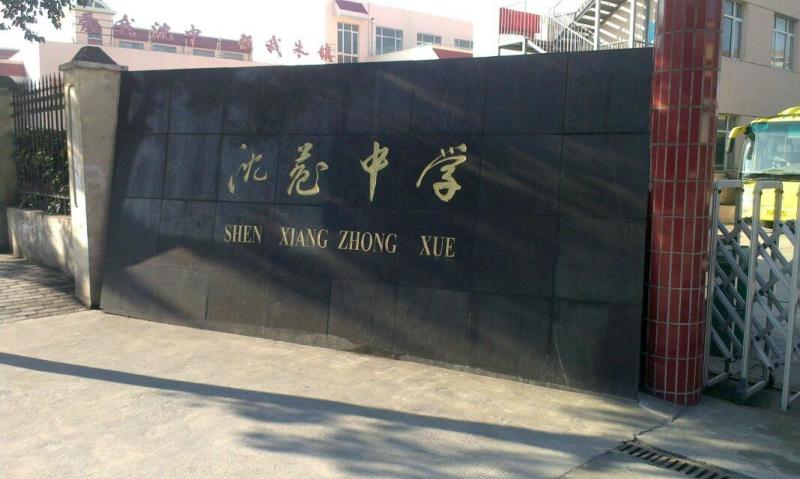 沈巷中学
SHEN XIANG ZHONG XUE